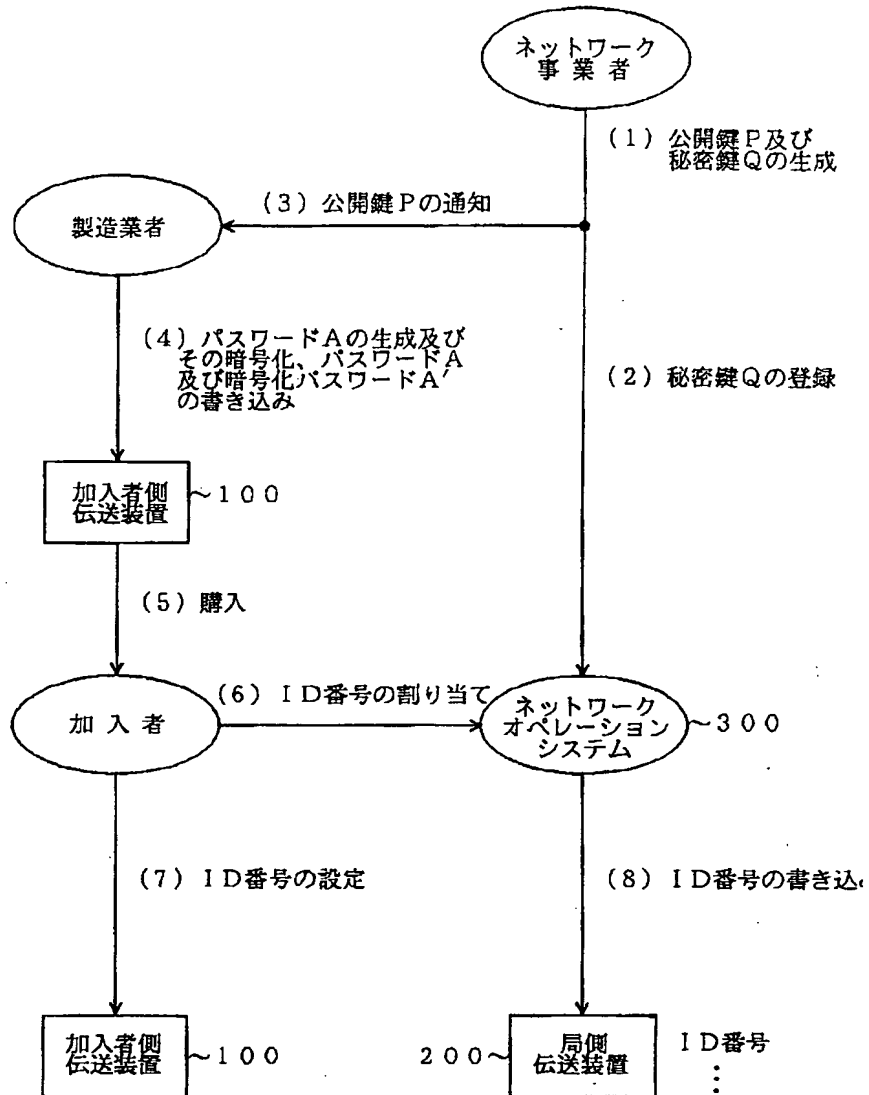 ネットワーク
事 業 者
(1) 公開鍵P及び
秘密鍵Qの生成
(3) 公開鍵Pの通知
製造業者
(4) パスワードAの生成及び
その暗号化、パスワードA
及び暗号化パスワードA′
の書き込み
(2) 秘密鍵Qの登録
加入者側
伝送装置
~100
(5) 購入
(6) ID番号の割り当て
加 入 者
ネットワーク
オペレーション
システム
~300
(7) ID番号の設定
(8) ID番号の書き込
加入者側
伝送装置
~100
200~
局側
伝送装置
ID番号
⋮